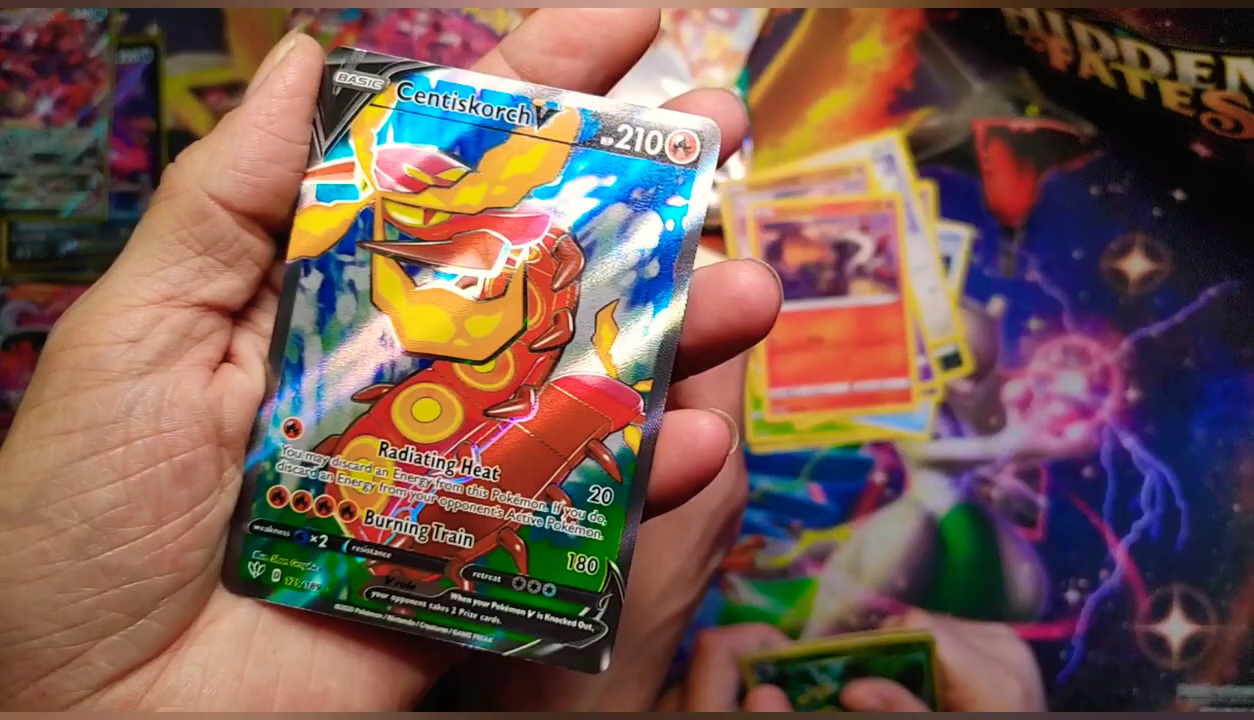 BASIC
Centiskorch V
HP 210
Radiating Heat
20
You may discard an Energy from this Pokémon. If you do,
discard an Energy from your opponent's Active Pokémon.
Burning Train
180
weakness ×2
resistance
retreat
V rule
When your Pokémon V is Knocked Out,
your opponent takes 2 Prize cards.
D
©2020 Pokémon / Nintendo / Creatures / GAME FREAK
HIDDEN
FATES